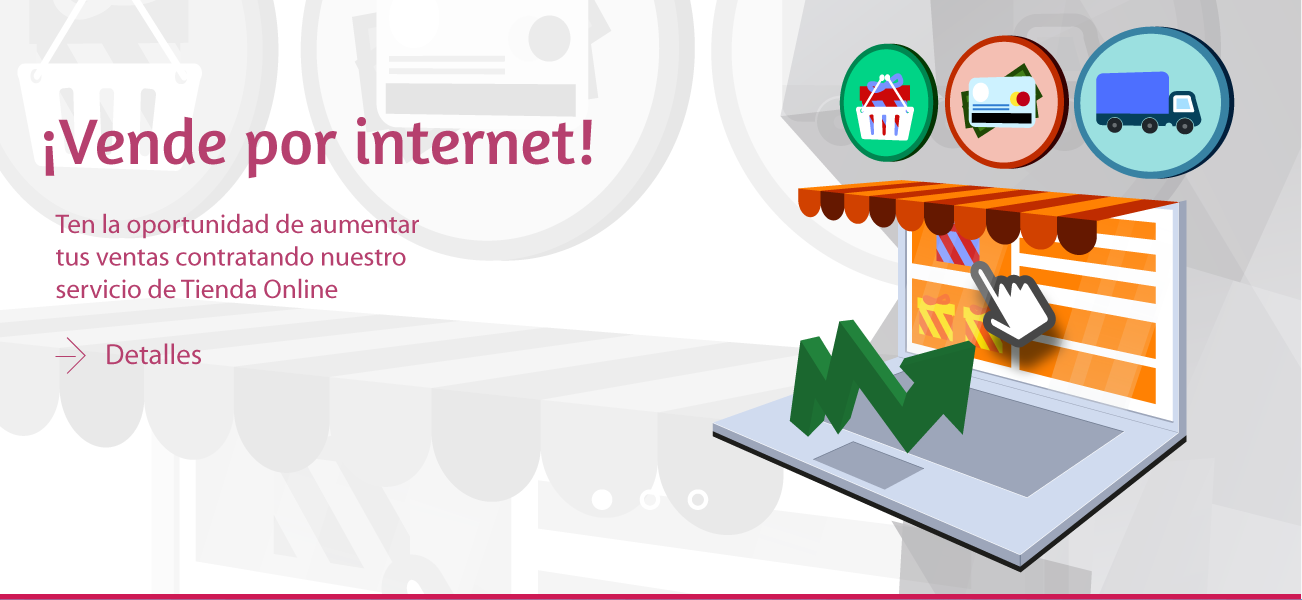 ¡Vende por internet!
Ten la oportunidad de aumentar
tus ventas contratando nuestro
servicio de Tienda Online
Detalles